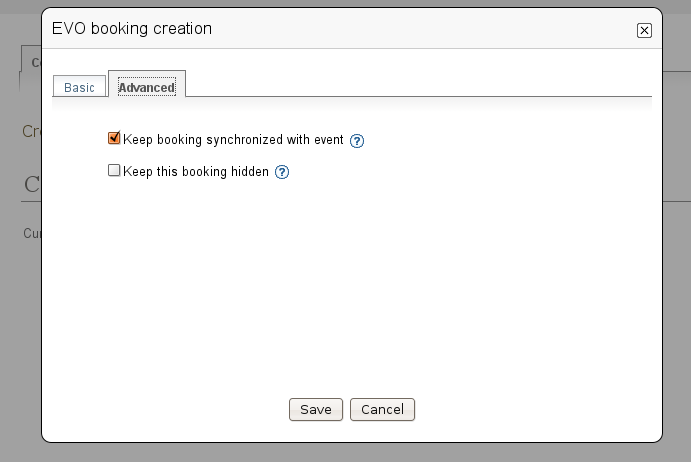 EVO booking creation
Basic
Advanced
Keep booking synchronized with event ?
Keep this booking hidden ?
Save
Cancel